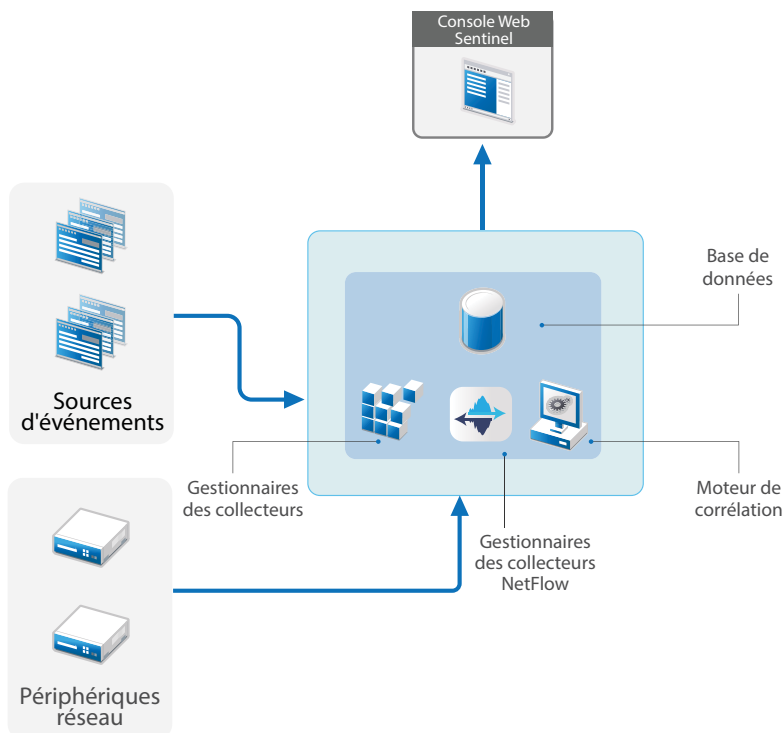 Console Web
Sentinel
Base de
données
Sources
d'événements
Gestionnaires
des collecteurs
Moteur de
corrélation
Gestionnaires
des collecteurs
NetFlow
Périphériques
réseau